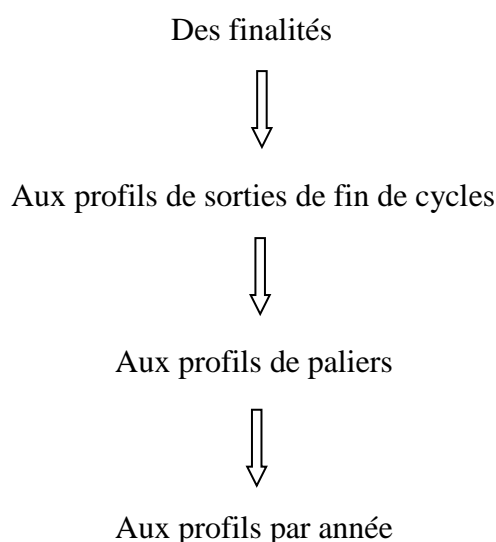 Des finalités
Aux profils de sorties de fin de cycles
Aux profils de paliers
Aux profils par année